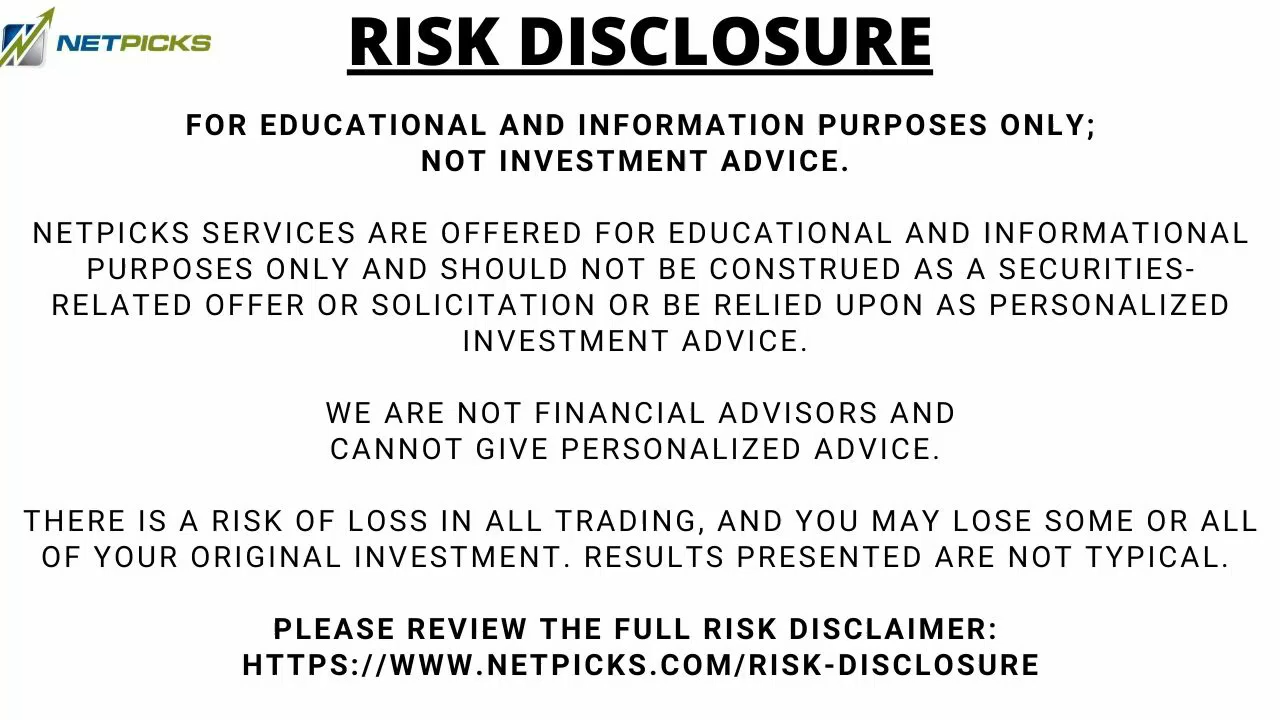 NETPICKS
RISK DISCLOSURE
FOR EDUCATIONAL AND INFORMATION PURPOSES ONLY;
NOT INVESTMENT ADVICE.
NETPICKS SERVICES ARE OFFERED FOR EDUCATIONAL AND INFORMATIONAL
PURPOSES ONLY AND SHOULD NOT BE CONSTRUED AS A SECURITIES-
RELATED OFFER OR SOLICITATION OR BE RELIED UPON AS PERSONALIZED
INVESTMENT ADVICE.
WE ARE NOT FINANCIAL ADVISORS AND
CANNOT GIVE PERSONALIZED ADVICE.
THERE IS A RISK OF LOSS IN ALL TRADING, AND YOU MAY LOSE SOME OR ALL
OF YOUR ORIGINAL INVESTMENT. RESULTS PRESENTED ARE NOT TYPICAL.
PLEASE REVIEW THE FULL RISK DISCLAIMER:
HTTPS://WWW.NETPICKS.COM/RISK-DISCLOSURE